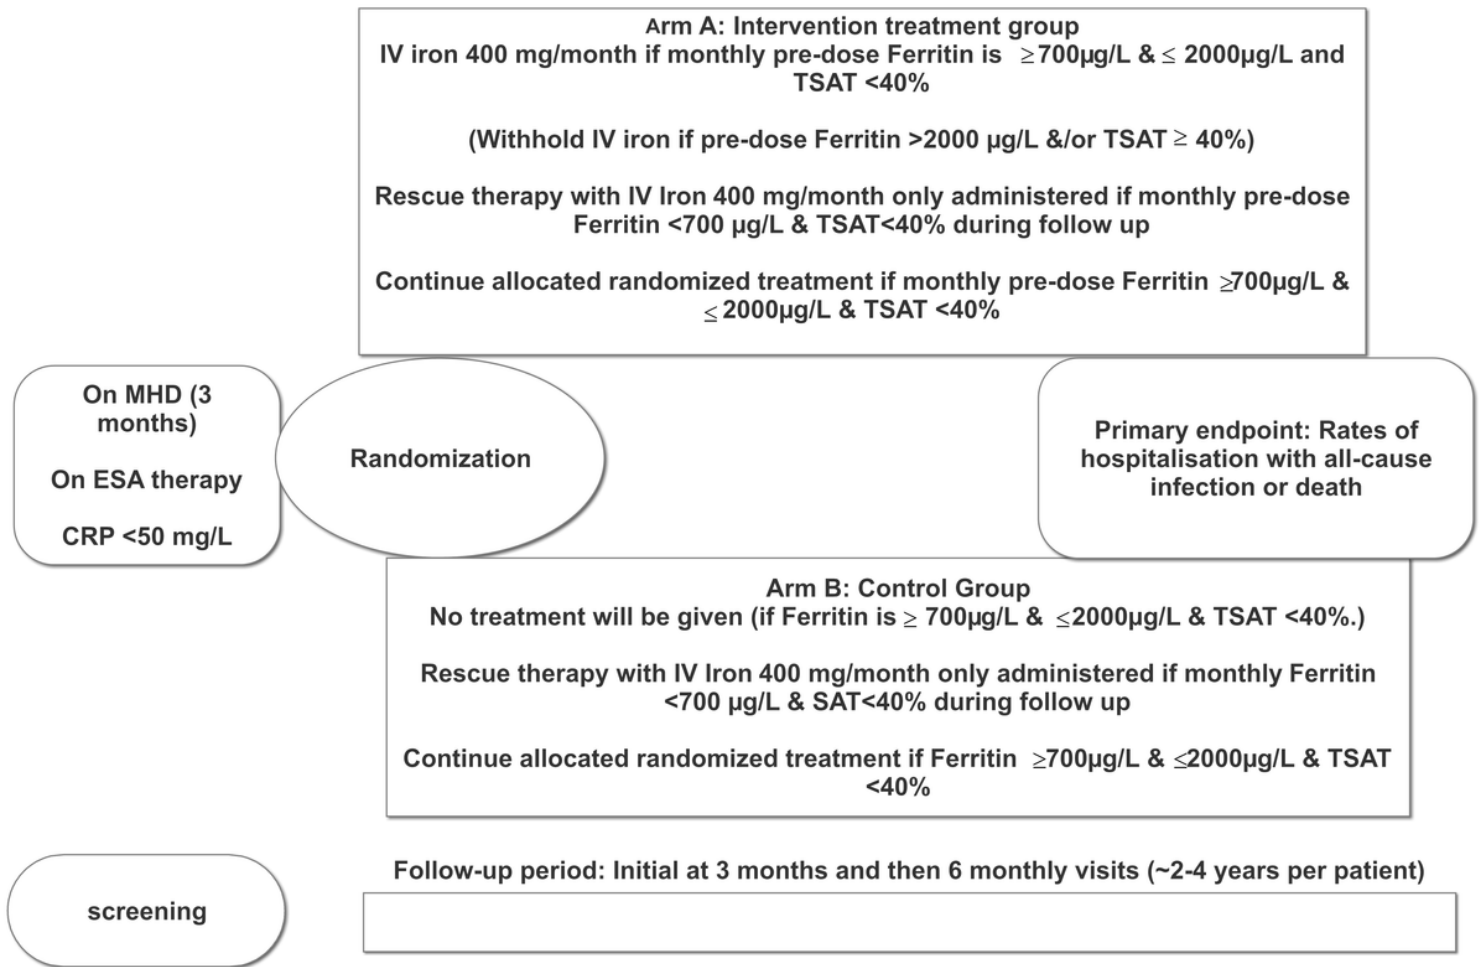 Arm A: Intervention treatment group
IV iron 400 mg/month if monthly pre-dose Ferritin is ≥700µg/L & ≤ 2000µg/L and
TSAT <40%
(Withhold IV iron if pre-dose Ferritin >2000 µg/L &/or TSAT ≥ 40%)
Rescue therapy with IV Iron 400 mg/month only administered if monthly pre-dose
Ferritin <700 µg/L & TSAT<40% during follow up
Continue allocated randomized treatment if monthly pre-dose Ferritin ≥700µg/L &
≤ 2000µg/L & TSAT <40%
On MHD (3
months)
On ESA therapy
CRP <50 mg/L
Randomization
Primary endpoint: Rates of
hospitalisation with all-cause
infection or death
Arm B: Control Group
No treatment will be given (if Ferritin is ≥ 700µg/L & ≤2000µg/L & TSAT <40%.)
Rescue therapy with IV Iron 400 mg/month only administered if monthly Ferritin
<700 µg/L & SAT<40% during follow up
Continue allocated randomized treatment if Ferritin ≥700µg/L & ≤2000µg/L & TSAT
<40%
Follow-up period: Initial at 3 months and then 6 monthly visits (~2-4 years per patient)
screening